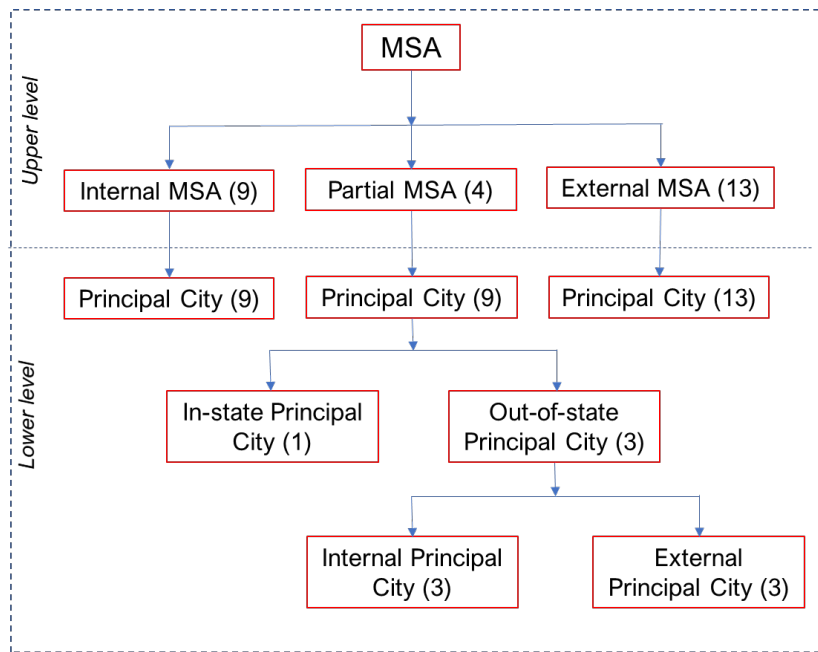 MSA
Upper level
Internal MSA (9)
Partial MSA (4)
External MSA (13)
Principal City (9)
Principal City (9)
Principal City (13)
Lower level
In-state Principal
City (1)
Out-of-state
Principal City (3)
Internal Principal
City (3)
External
Principal City (3)